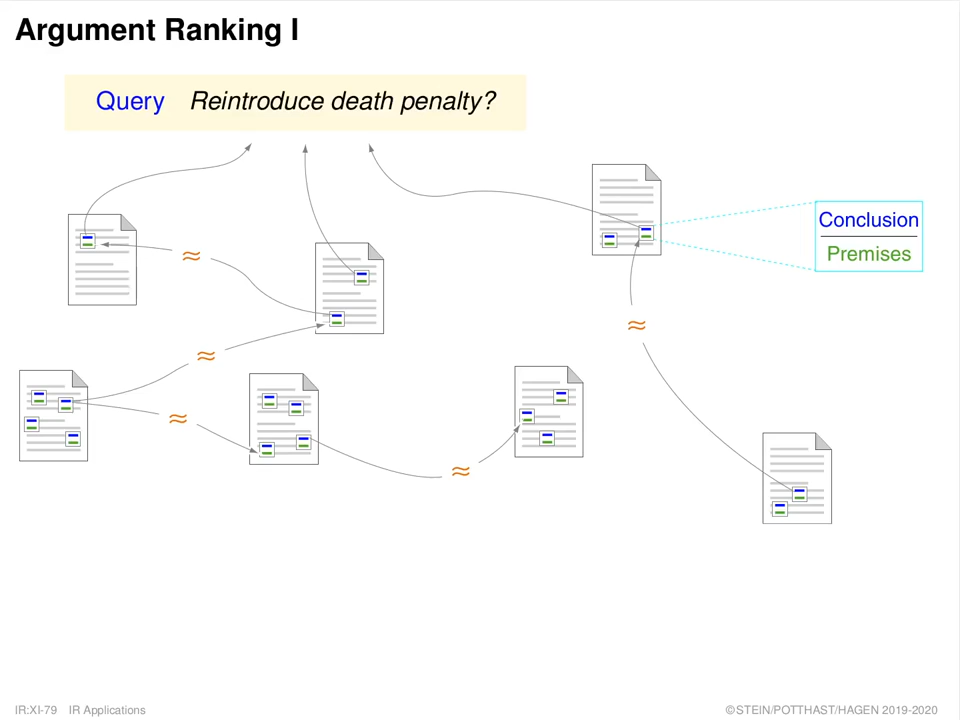 Argument Ranking I
Query Reintroduce death penalty?
Conclusion
Premises
≈
≈
≈
≈
≈
IR:XI-79 IR Applications
©STEIN/POTTHAST/HAGEN 2019-2020